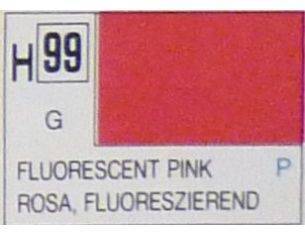 H 99
G
FLUORESCENT PINK P
ROSA, FLUORESZIEREND